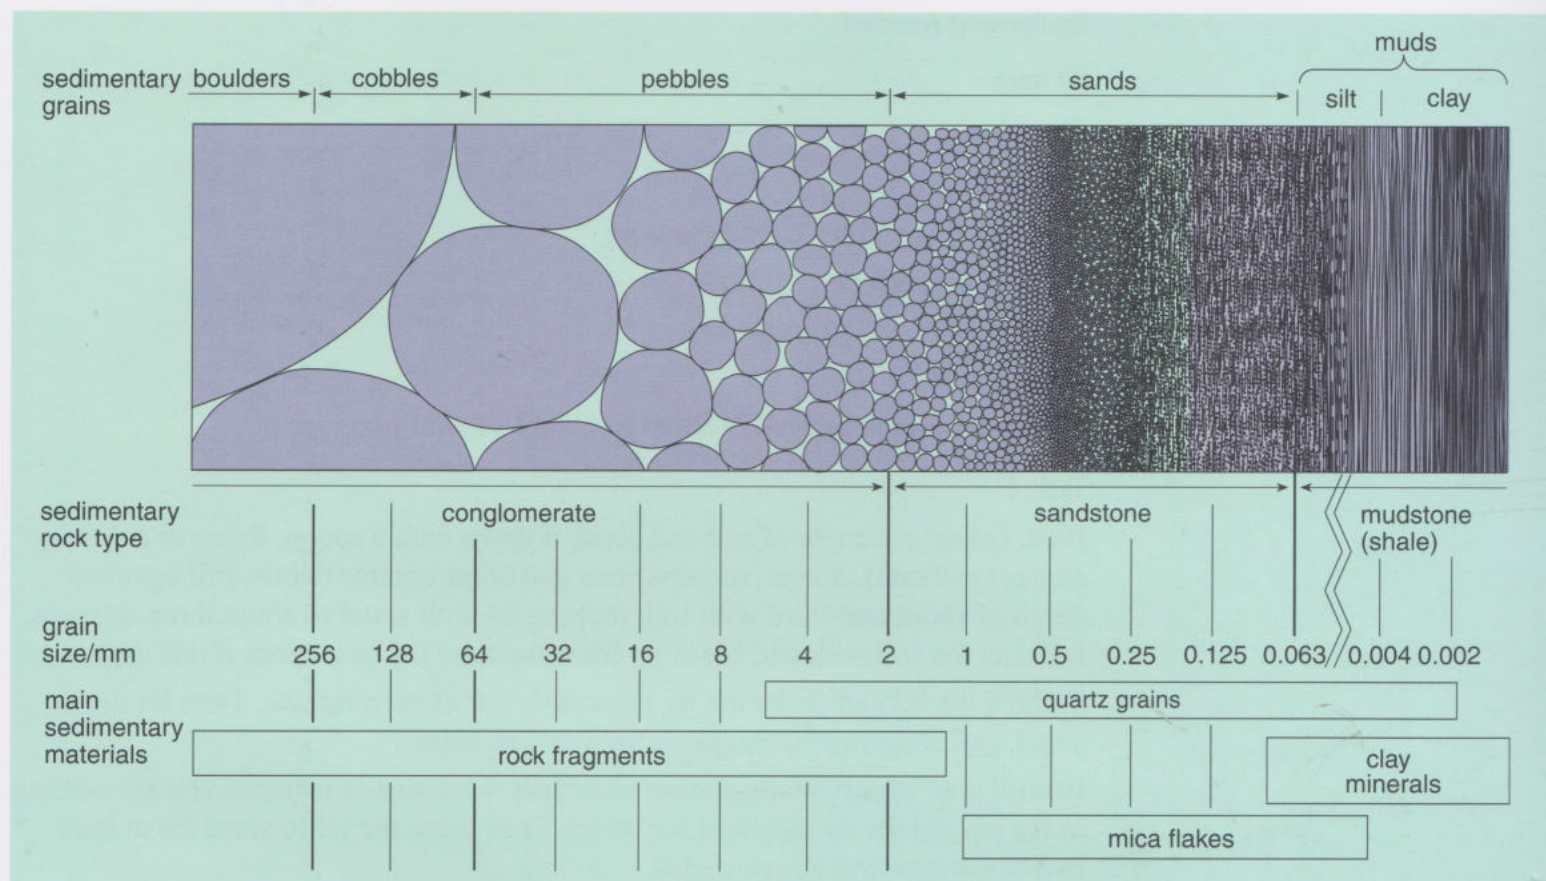 muds
sedimentary boulders cobbles pebbles sands
grains silt clay
sedimentary conglomerate sandstone mudstone
rock type (shale)
grain
size/mm 256 128 64 32 16 8 4 2 1 0.5 0.25 0.125 0.063 0.004 0.002
main quartz grains
sedimentary
materials rock fragments clay
minerals
mica flakes